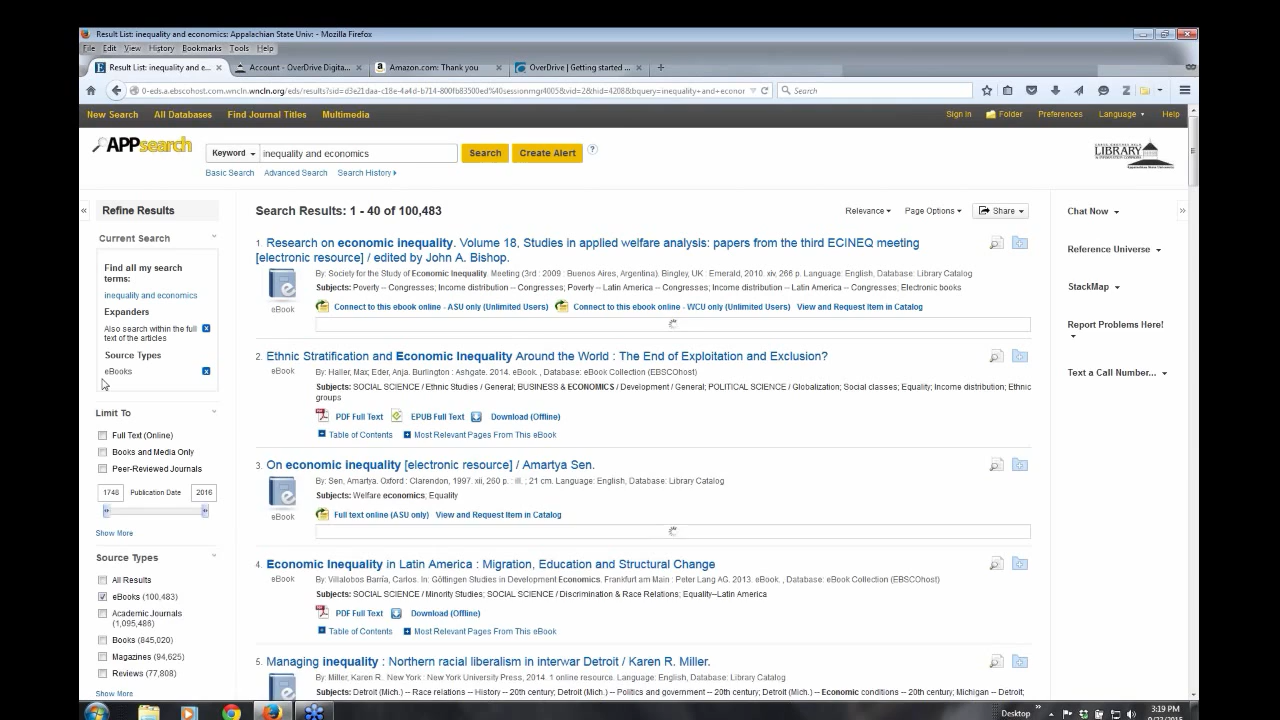 Result List: inequality and economics: Appalachian State Univ: - Mozilla Firefox
File Edit View History Bookmarks Tools Help
Result List: inequality and e... Account - OverDrive Digita... Amazon.com: Thank you OverDrive | Getting started ...
Search
New Search All Databases Find Journal Titles Multimedia Sign In Folder Preferences Language Help
APPsearch Keyword inequality and economics Search Create Alert ? LIBRARY
Basic Search Advanced Search Search History
Refine Results
Current Search
Find all my search
terms:
inequality and economics
Expanders
Also search within the full
text of the articles
Source Types
eBooks
Limit To
Full Text (Online)
Books and Media Only
Peer-Reviewed Journals
1748 Publication Date 2016
Show More
Source Types
All Results
eBooks (100,483)
Academic Journals
(1,095,486)
Books (845,020)
Magazines (94,625)
Reviews (77,808)
Show More
Search Results: 1 - 40 of 100,483 Relevance Page Options Share
1. Research on economic inequality. Volume 18, Studies in applied welfare analysis: papers from the third ECINEQ meeting
[electronic resource] / edited by John A. Bishop.
By: Society for the Study of Economic Inequality. Meeting (3rd : 2009 : Buenos Aires, Argentina). Bingley, UK : Emerald, 2010. xiv, 266 p. Language: English, Database: Library Catalog
Subjects: Poverty -- Congresses; Income distribution -- Congresses; Poverty -- Latin America -- Congresses; Income distribution -- Latin America -- Congresses; Electronic books
eBook
Connect to this ebook online - ASU only (Unlimited Users) Connect to this ebook online - WCU only (Unlimited Users) View and Request Item in Catalog
2. Ethnic Stratification and Economic Inequality Around the World : The End of Exploitation and Exclusion?
By: Haller, Max; Eder, Anja. Burlington : Ashgate. 2014. eBook. , Database: eBook Collection (EBSCOhost)
Subjects: SOCIAL SCIENCE / Ethnic Studies / General; BUSINESS & ECONOMICS / Development / General; POLITICAL SCIENCE / Globalization; Social classes; Equality; Income distribution; Ethnic
groups
eBook
PDF Full Text EPUB Full Text Download (Offline)
Table of Contents Most Relevant Pages From This eBook
3. On economic inequality [electronic resource] / Amartya Sen.
By: Sen, Amartya. Oxford : Clarendon, 1997. xii, 260 p. : ill. ; 21 cm. Language: English, Database: Library Catalog
Subjects: Welfare economics, Equality
eBook
Full text online (ASU only) View and Request Item in Catalog
4. Economic Inequality in Latin America : Migration, Education and Structural Change
eBook
By: Villalobos Barría, Carlos. In: Göttingen Studies in Development Economics. Frankfurt am Main : Peter Lang AG. 2013. eBook. , Database: eBook Collection (EBSCOhost)
Subjects: SOCIAL SCIENCE / Minority Studies; SOCIAL SCIENCE / Discrimination & Race Relations; Equality--Latin America
PDF Full Text Download (Offline)
Table of Contents Most Relevant Pages From This eBook
5. Managing inequality : Northern racial liberalism in interwar Detroit / Karen R. Miller.
By: Miller, Karen R. New York : New York University Press, 2014. 1 online resource. Language: English, Database: Library Catalog
Subjects: Detroit (Mich.) -- Race relations -- History -- 20th century; Detroit (Mich.) -- Politics and government -- 20th century; Detroit (Mich.) -- Economic conditions -- 20th century; Michigan -- Detroit;
Chat Now
Reference Universe
StackMap
Report Problems Here!
Text a Call Number...
Desktop 3:19 PM